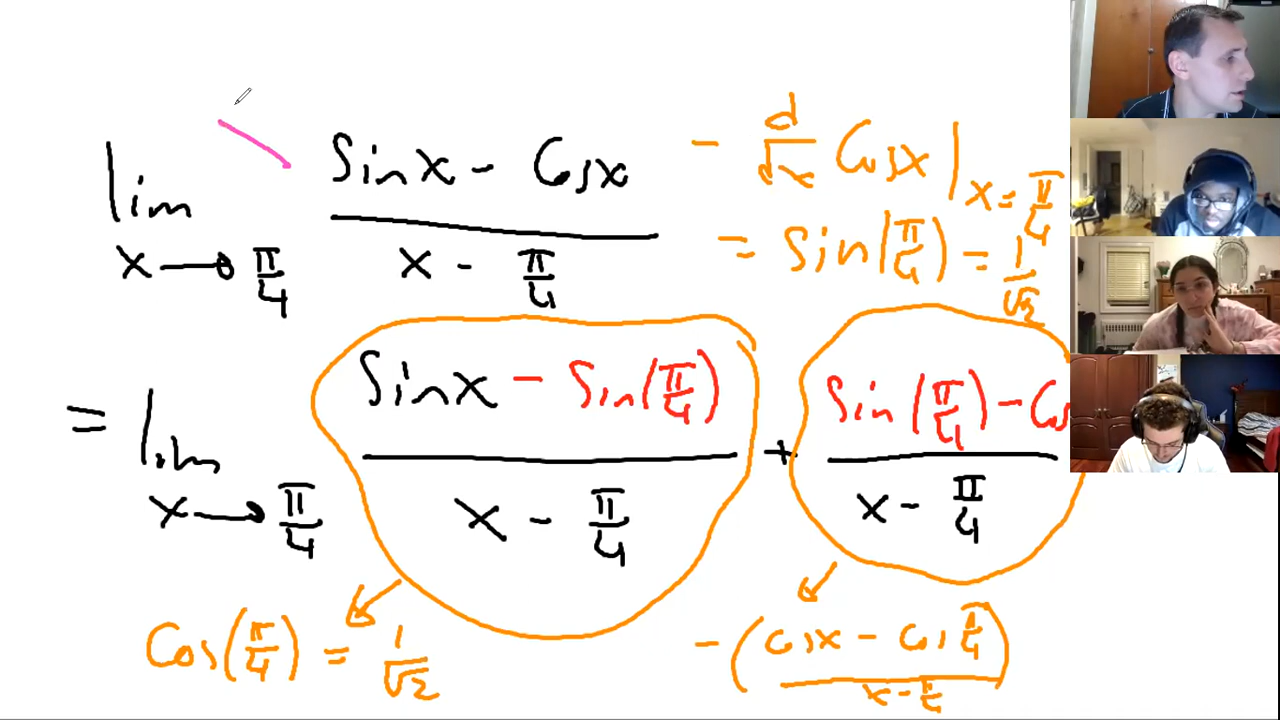 lim x→π/4 (Sinx - Cosx)/(x - π/4)
- d/dx Cosx | x=π/4
= Sin(π/4) = 1/√2
= lim x→π/4 (Sinx - Sin(π/4))/(x - π/4) + (Sin(π/4) - Cos)/(x - π/4)
Cos(π/4) = 1/√2
- ((Cosx - Cos π/4)/(x - π/4))